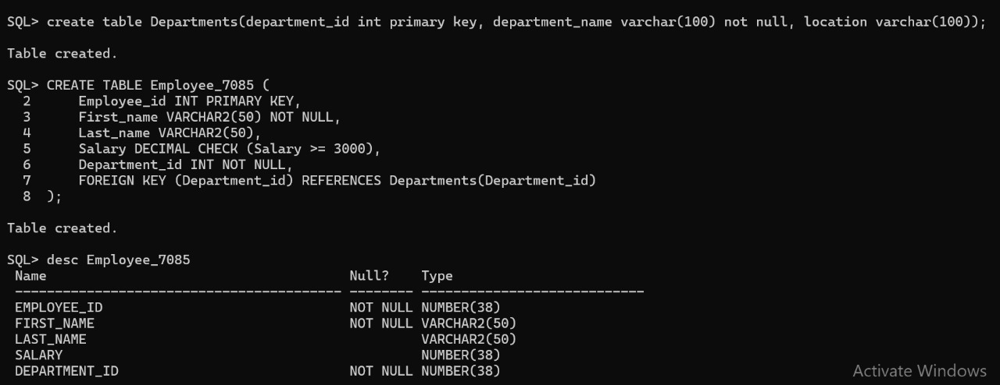 SQL> create table Departments(department_id int primary key, department_name varchar(100) not null, location varchar(100));
Table created.
SQL> CREATE TABLE Employee_7085 (
  2      Employee_id INT PRIMARY KEY,
  3      First_name VARCHAR2(50) NOT NULL,
  4      Last_name VARCHAR2(50),
  5      Salary DECIMAL CHECK (Salary >= 3000),
  6      Department_id INT NOT NULL,
  7      FOREIGN KEY (Department_id) REFERENCES Departments(Department_id)
  8  );
Table created.
SQL> desc Employee_7085
 Name                                      Null?    Type
 ----------------------------------------- -------- ----------------------------
 EMPLOYEE_ID                               NOT NULL NUMBER(38)
 FIRST_NAME                                NOT NULL VARCHAR2(50)
 LAST_NAME                                          VARCHAR2(50)
 SALARY                                             NUMBER(38)
 DEPARTMENT_ID                             NOT NULL NUMBER(38)
Activate Windows